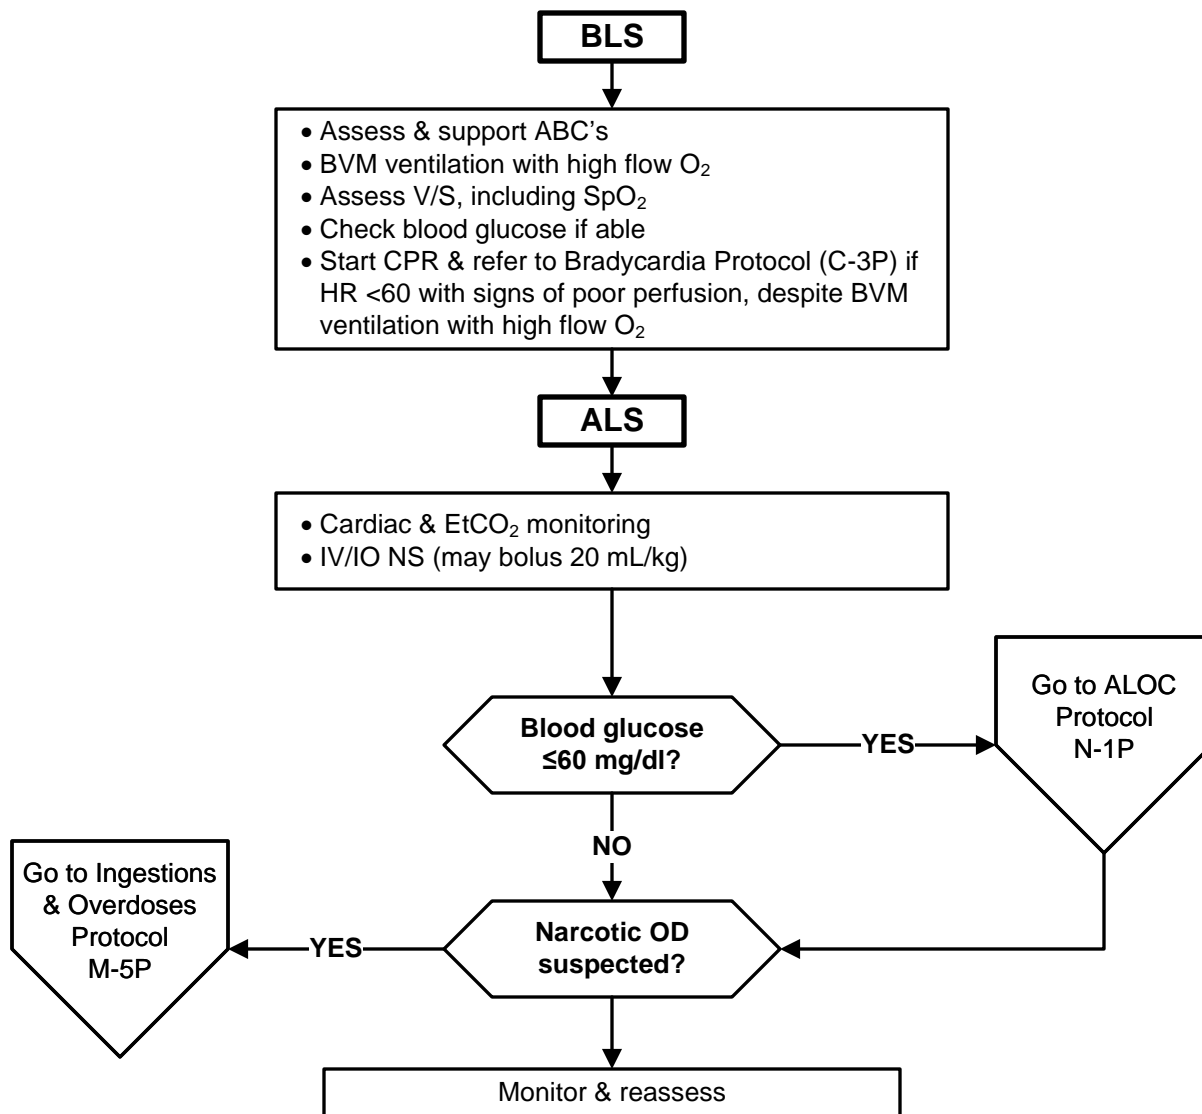 BLS
• Assess & support ABC’s
• BVM ventilation with high flow O₂
• Assess V/S, including SpO₂
• Check blood glucose if able
• Start CPR & refer to Bradycardia Protocol (C-3P) if
HR <60 with signs of poor perfusion, despite BVM
ventilation with high flow O₂
ALS
• Cardiac & EtCO₂ monitoring
• IV/IO NS (may bolus 20 mL/kg)
Blood glucose
≤60 mg/dl?
YES
Go to ALOC
Protocol
N-1P
NO
Narcotic OD
suspected?
YES
Go to Ingestions
& Overdoses
Protocol
M-5P
Monitor & reassess